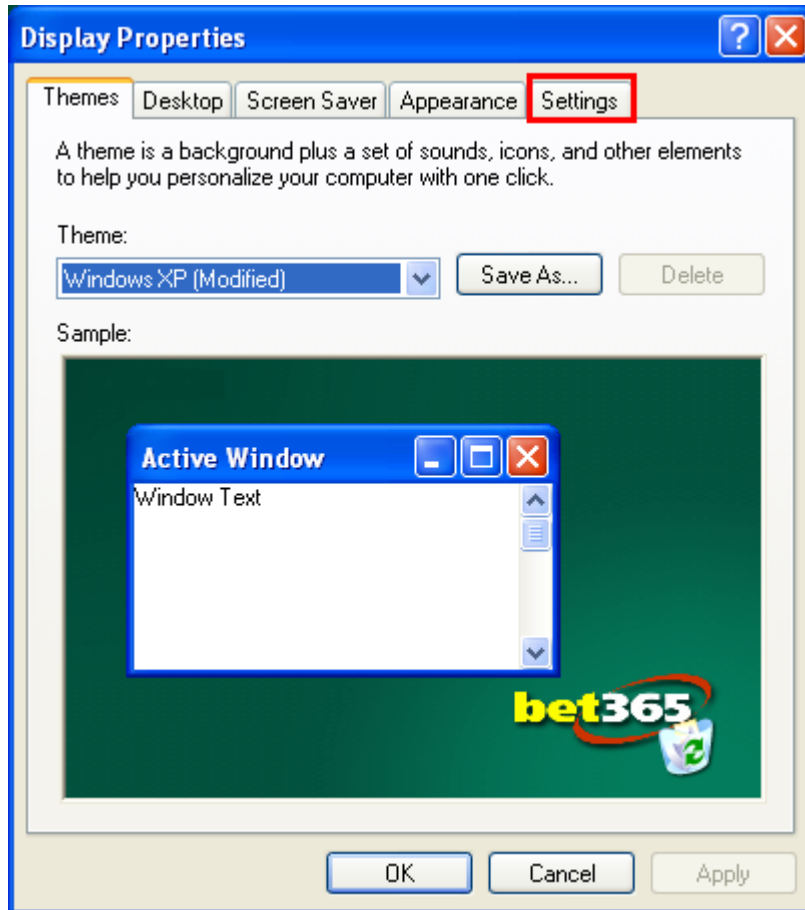 Display Properties
Themes Desktop Screen Saver Appearance Settings
A theme is a background plus a set of sounds, icons, and other elements
to help you personalize your computer with one click.
Theme:
Windows XP (Modified) Save As... Delete
Sample:
Active Window
Window Text
bet365
OK Cancel Apply